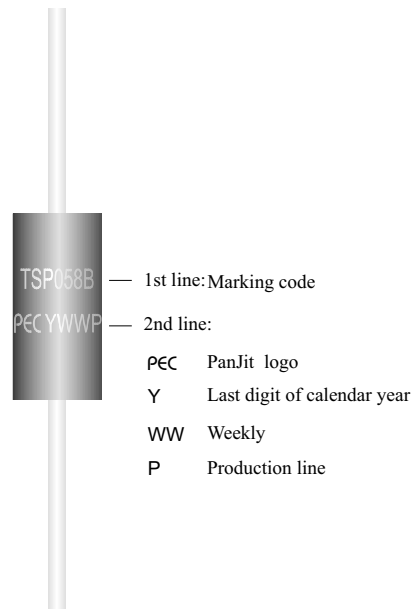 TSP058B
1st line: Marking code
PEC YWWP
2nd line:
PEC PanJit logo
Y Last digit of calendar year
WW Weekly
P Production line